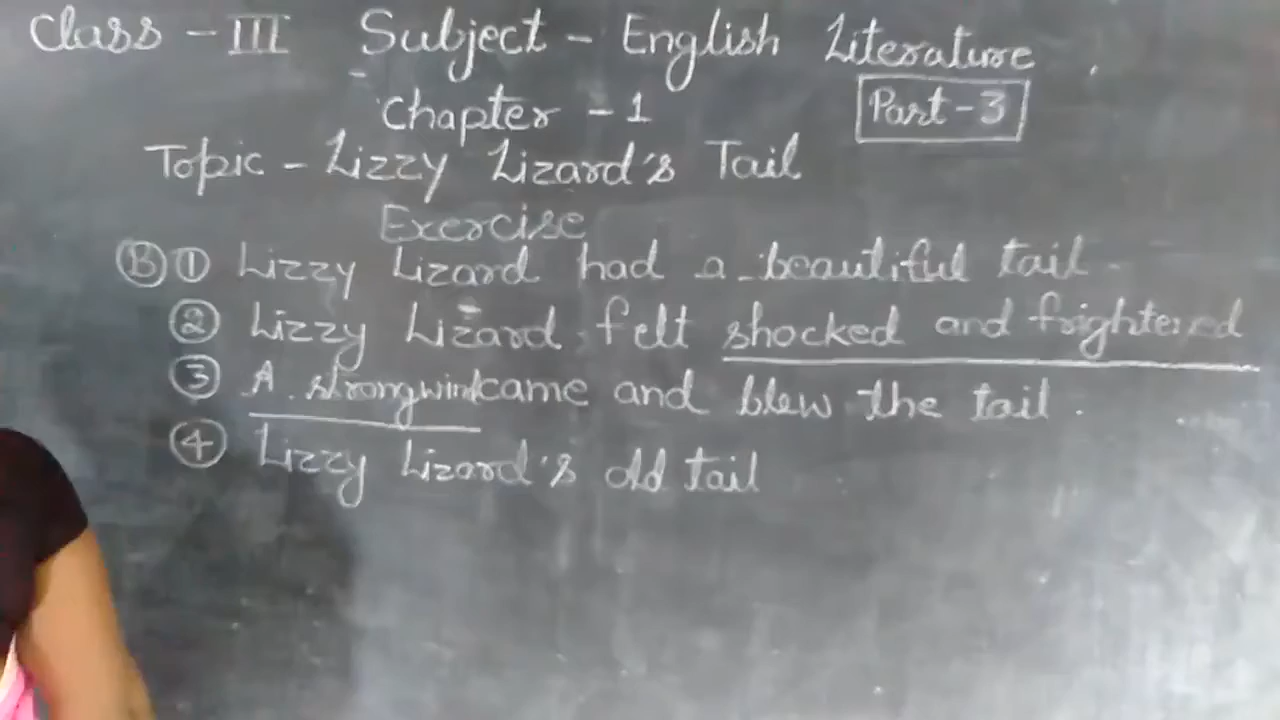 Class - III Subject - English Literature
Chapter - 1 Part-3
Topic - Lizzy Lizard's Tail
Exercise
B 1 Lizzy Lizard had a beautiful tail.
2 Lizzy Lizard felt shocked and frightened
3 A strong wind came and blew the tail.
4 Lizzy Lizard's old tail